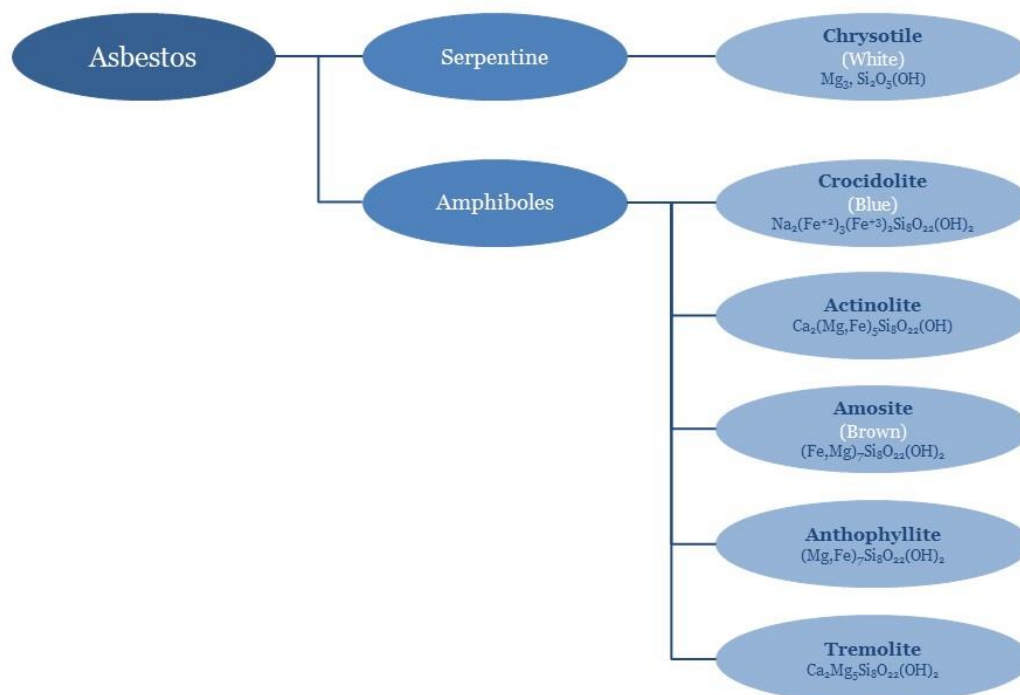 Asbestos
Serpentine
Chrysotile
(White)
Mg₃, Si₂O₅(OH)
Amphiboles
Crocidolite
(Blue)
Na₂(Fe⁺²)₃(Fe⁺³)₂Si₈O₂₂(OH)₂
Actinolite
Ca₂(Mg,Fe)₅Si₈O₂₂(OH)
Amosite
(Brown)
(Fe,Mg)₇Si₈O₂₂(OH)₂
Anthophyllite
(Mg,Fe)₇Si₈O₂₂(OH)₂
Tremolite
Ca₂Mg₅Si₈O₂₂(OH)₂